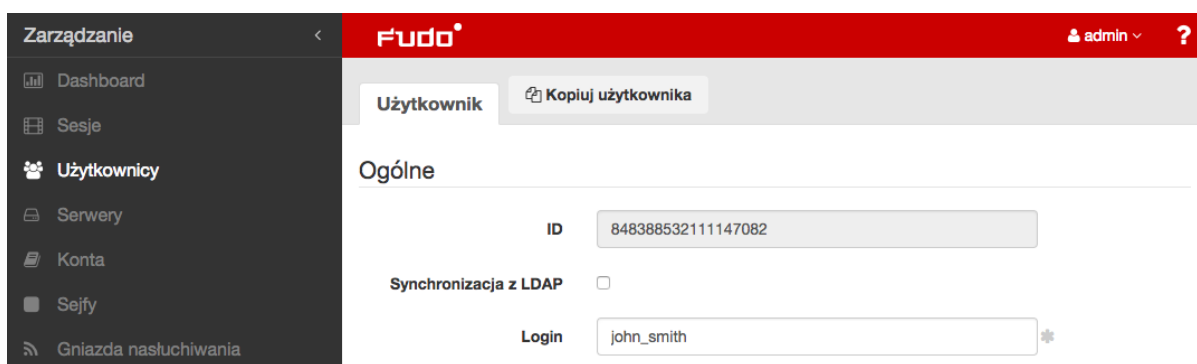 Zarządzanie
Dashboard
Sesje
Użytkownicy
Serwery
Konta
Sejfy
Gniazda nasłuchiwania
FUDO
admin
?
Użytkownik
Kopiuj użytkownika
Ogólne
ID
848388532111147082
Synchronizacja z LDAP
Login
john_smith